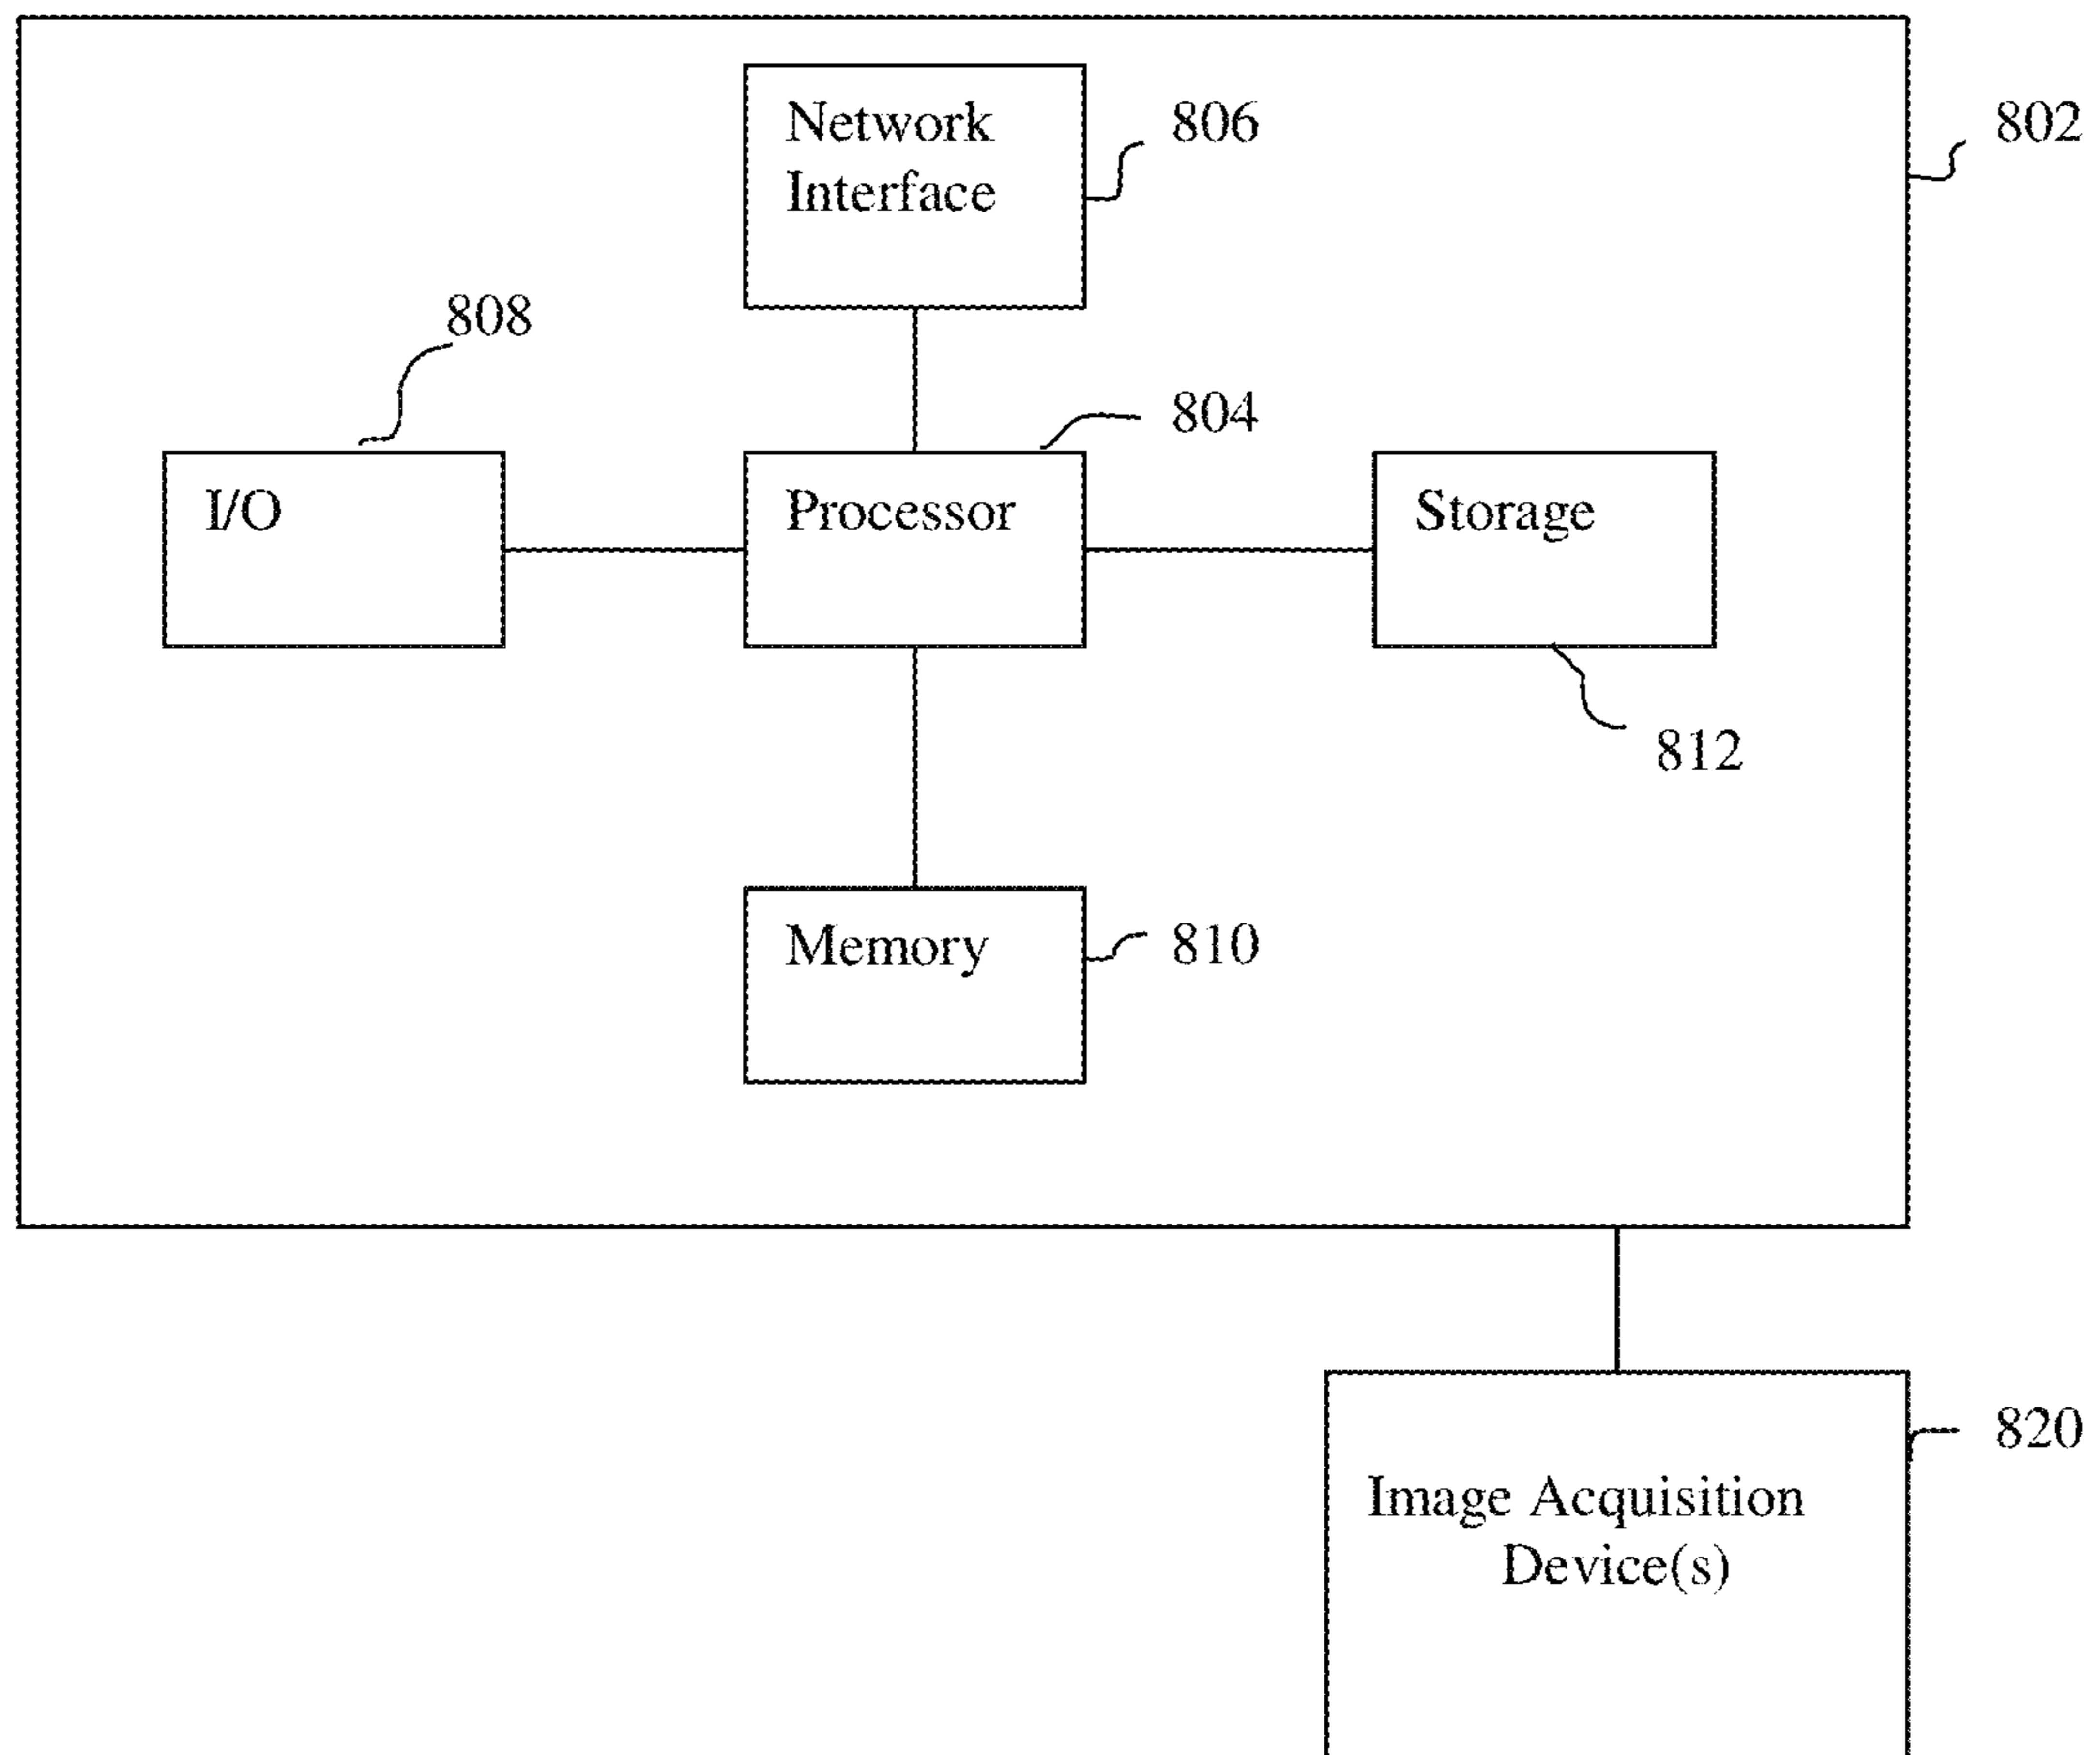 Network
Interface
806
802
808
804
I/O
Processor
Storage
812
Memory
810
820
Image Acquisition
Device(s)